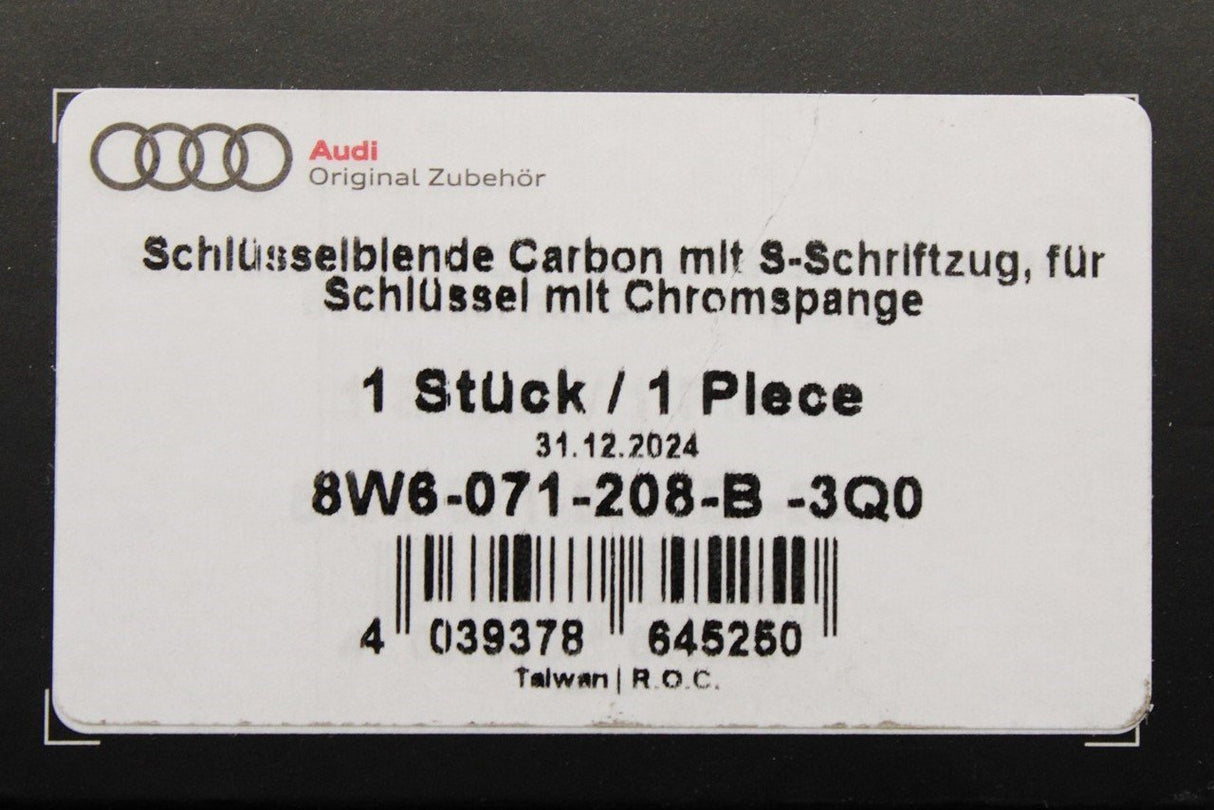 Audi
Original Zubehör
Schlüsselblende Carbon mit S-Schriftzug, für
Schlüssel mit Chromspange
1 Stück / 1 Piece
31.12.2024
8W6-071-208-B -3Q0
4 039378 645250
Taiwan | R.O.C.